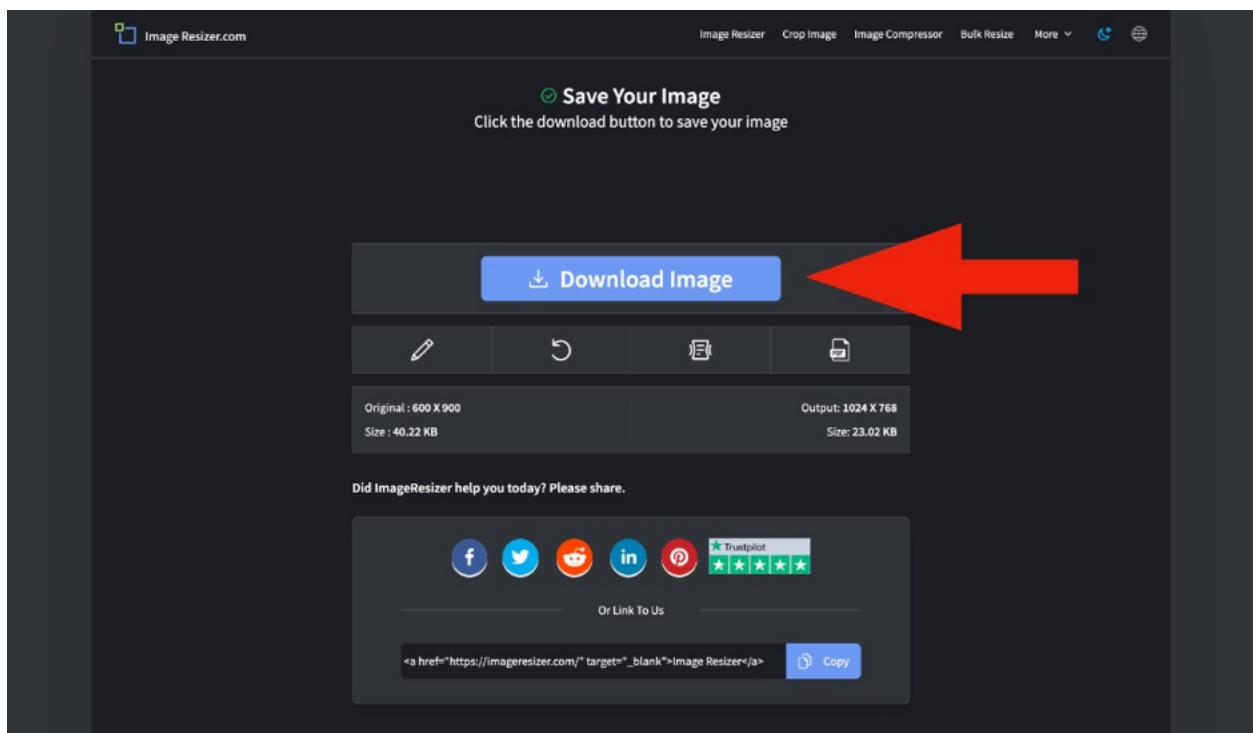 Image Resizer.com
Image Resizer Crop Image Image Compressor Bulk Resize More
Save Your Image
Click the download button to save your image
Download Image
PDF
Original : 600 X 900 Output: 1024 X 768
Size : 40.22 KB Size: 23.02 KB
Did ImageResizer help you today? Please share.
Trustpilot
Or Link To Us
<a href="https://imageresizer.com/" target="_blank">Image Resizer</a> Copy